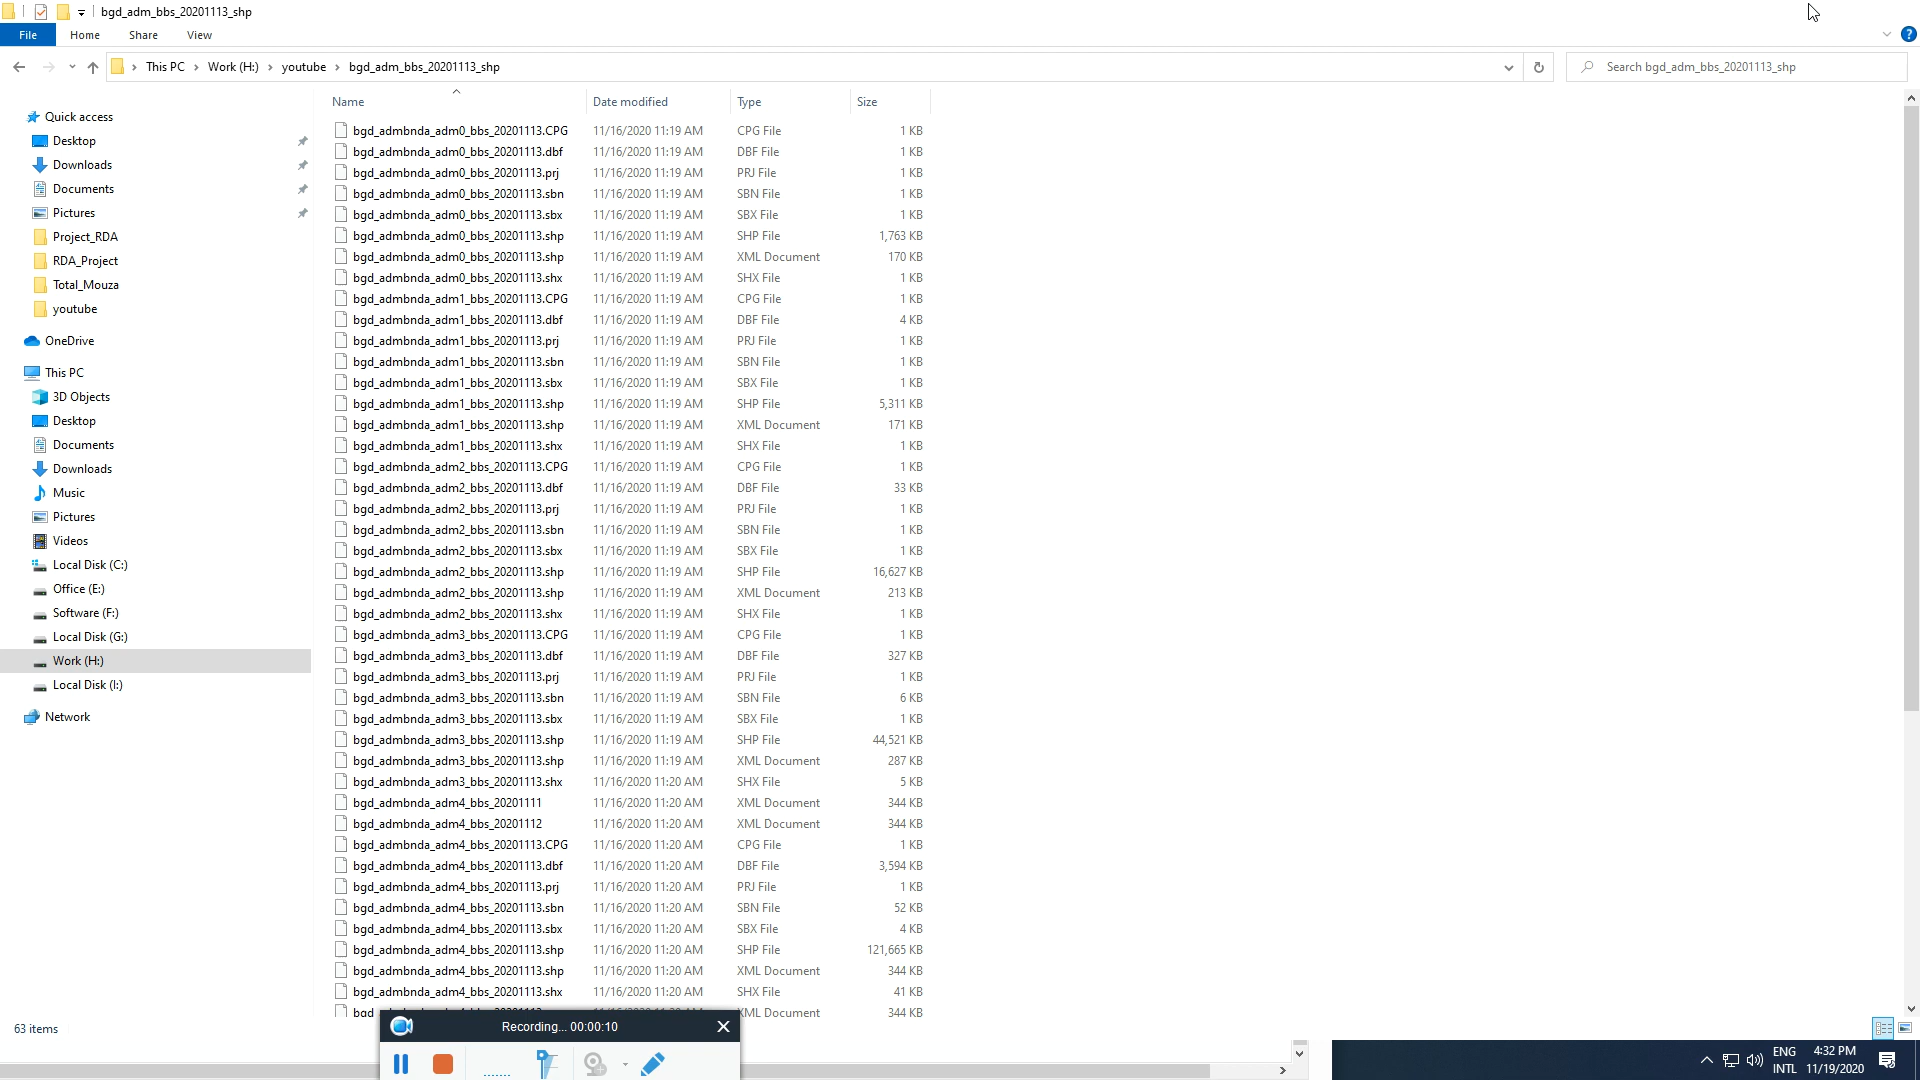 bgd_adm_bbs_20201113_shp
File Home Share View
This PC Work (H:) youtube bgd_adm_bbs_20201113_shp Search bgd_adm_bbs_20201113_shp
Quick access
Desktop
Downloads
Documents
Pictures
Project_RDA
RDA_Project
Total_Mouza
youtube
OneDrive
This PC
3D Objects
Desktop
Documents
Downloads
Music
Pictures
Videos
Local Disk (C:)
Office (E:)
Software (F:)
Local Disk (G:)
Work (H:)
Local Disk (I:)
Network
Name Date modified Type Size
bgd_admbnda_adm0_bbs_20201113.CPG 11/16/2020 11:19 AM CPG File 1 KB
bgd_admbnda_adm0_bbs_20201113.dbf 11/16/2020 11:19 AM DBF File 1 KB
bgd_admbnda_adm0_bbs_20201113.prj 11/16/2020 11:19 AM PRJ File 1 KB
bgd_admbnda_adm0_bbs_20201113.sbn 11/16/2020 11:19 AM SBN File 1 KB
bgd_admbnda_adm0_bbs_20201113.sbx 11/16/2020 11:19 AM SBX File 1 KB
bgd_admbnda_adm0_bbs_20201113.shp 11/16/2020 11:19 AM SHP File 1,763 KB
bgd_admbnda_adm0_bbs_20201113.shp 11/16/2020 11:19 AM XML Document 170 KB
bgd_admbnda_adm0_bbs_20201113.shx 11/16/2020 11:19 AM SHX File 1 KB
bgd_admbnda_adm1_bbs_20201113.CPG 11/16/2020 11:19 AM CPG File 1 KB
bgd_admbnda_adm1_bbs_20201113.dbf 11/16/2020 11:19 AM DBF File 4 KB
bgd_admbnda_adm1_bbs_20201113.prj 11/16/2020 11:19 AM PRJ File 1 KB
bgd_admbnda_adm1_bbs_20201113.sbn 11/16/2020 11:19 AM SBN File 1 KB
bgd_admbnda_adm1_bbs_20201113.sbx 11/16/2020 11:19 AM SBX File 1 KB
bgd_admbnda_adm1_bbs_20201113.shp 11/16/2020 11:19 AM SHP File 5,311 KB
bgd_admbnda_adm1_bbs_20201113.shp 11/16/2020 11:19 AM XML Document 171 KB
bgd_admbnda_adm1_bbs_20201113.shx 11/16/2020 11:19 AM SHX File 1 KB
bgd_admbnda_adm2_bbs_20201113.CPG 11/16/2020 11:19 AM CPG File 1 KB
bgd_admbnda_adm2_bbs_20201113.dbf 11/16/2020 11:19 AM DBF File 33 KB
bgd_admbnda_adm2_bbs_20201113.prj 11/16/2020 11:19 AM PRJ File 1 KB
bgd_admbnda_adm2_bbs_20201113.sbn 11/16/2020 11:19 AM SBN File 1 KB
bgd_admbnda_adm2_bbs_20201113.sbx 11/16/2020 11:19 AM SBX File 1 KB
bgd_admbnda_adm2_bbs_20201113.shp 11/16/2020 11:19 AM SHP File 16,627 KB
bgd_admbnda_adm2_bbs_20201113.shp 11/16/2020 11:19 AM XML Document 213 KB
bgd_admbnda_adm2_bbs_20201113.shx 11/16/2020 11:19 AM SHX File 1 KB
bgd_admbnda_adm3_bbs_20201113.CPG 11/16/2020 11:19 AM CPG File 1 KB
bgd_admbnda_adm3_bbs_20201113.dbf 11/16/2020 11:19 AM DBF File 327 KB
bgd_admbnda_adm3_bbs_20201113.prj 11/16/2020 11:19 AM PRJ File 1 KB
bgd_admbnda_adm3_bbs_20201113.sbn 11/16/2020 11:19 AM SBN File 6 KB
bgd_admbnda_adm3_bbs_20201113.sbx 11/16/2020 11:19 AM SBX File 1 KB
bgd_admbnda_adm3_bbs_20201113.shp 11/16/2020 11:19 AM SHP File 44,521 KB
bgd_admbnda_adm3_bbs_20201113.shp 11/16/2020 11:19 AM XML Document 287 KB
bgd_admbnda_adm3_bbs_20201113.shx 11/16/2020 11:20 AM SHX File 5 KB
bgd_admbnda_adm4_bbs_20201111 11/16/2020 11:20 AM XML Document 344 KB
bgd_admbnda_adm4_bbs_20201112 11/16/2020 11:20 AM XML Document 344 KB
bgd_admbnda_adm4_bbs_20201113.CPG 11/16/2020 11:20 AM CPG File 1 KB
bgd_admbnda_adm4_bbs_20201113.dbf 11/16/2020 11:20 AM DBF File 3,594 KB
bgd_admbnda_adm4_bbs_20201113.prj 11/16/2020 11:20 AM PRJ File 1 KB
bgd_admbnda_adm4_bbs_20201113.sbn 11/16/2020 11:20 AM SBN File 52 KB
bgd_admbnda_adm4_bbs_20201113.sbx 11/16/2020 11:20 AM SBX File 4 KB
bgd_admbnda_adm4_bbs_20201113.shp 11/16/2020 11:20 AM SHP File 121,665 KB
bgd_admbnda_adm4_bbs_20201113.shp 11/16/2020 11:20 AM XML Document 344 KB
bgd_admbnda_adm4_bbs_20201113.shx 11/16/2020 11:20 AM SHX File 41 KB
XML Document 344 KB
63 items
Recording... 00:00:10
ENG 4:32 PM
INTL 11/19/2020